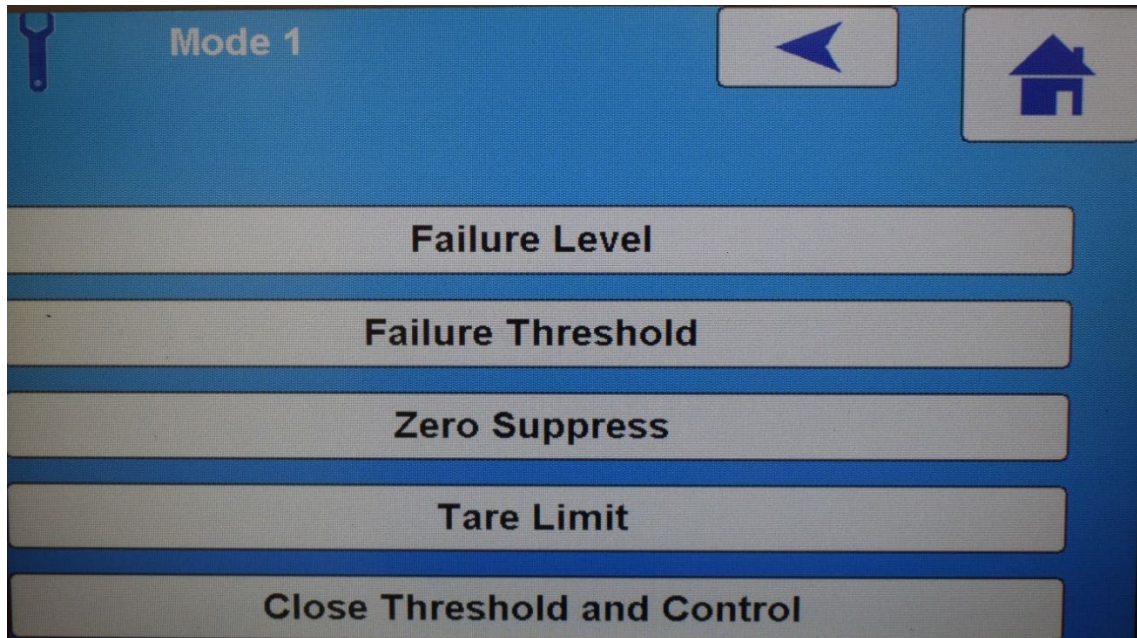 Mode 1
Failure Level
Failure Threshold
Zero Suppress
Tare Limit
Close Threshold and Control